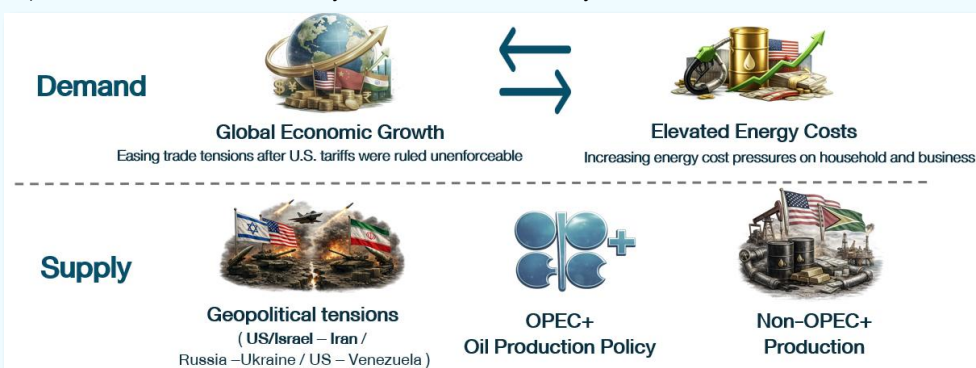 Demand
Global Economic Growth
Easing trade tensions after U.S. tariffs were ruled unenforceable
Elevated Energy Costs
Increasing energy cost pressures on household and business
Supply
Geopolitical tensions
( US/Israel – Iran /
Russia –Ukraine / US – Venezuela )
OPEC+
Oil Production Policy
Non-OPEC+
Production